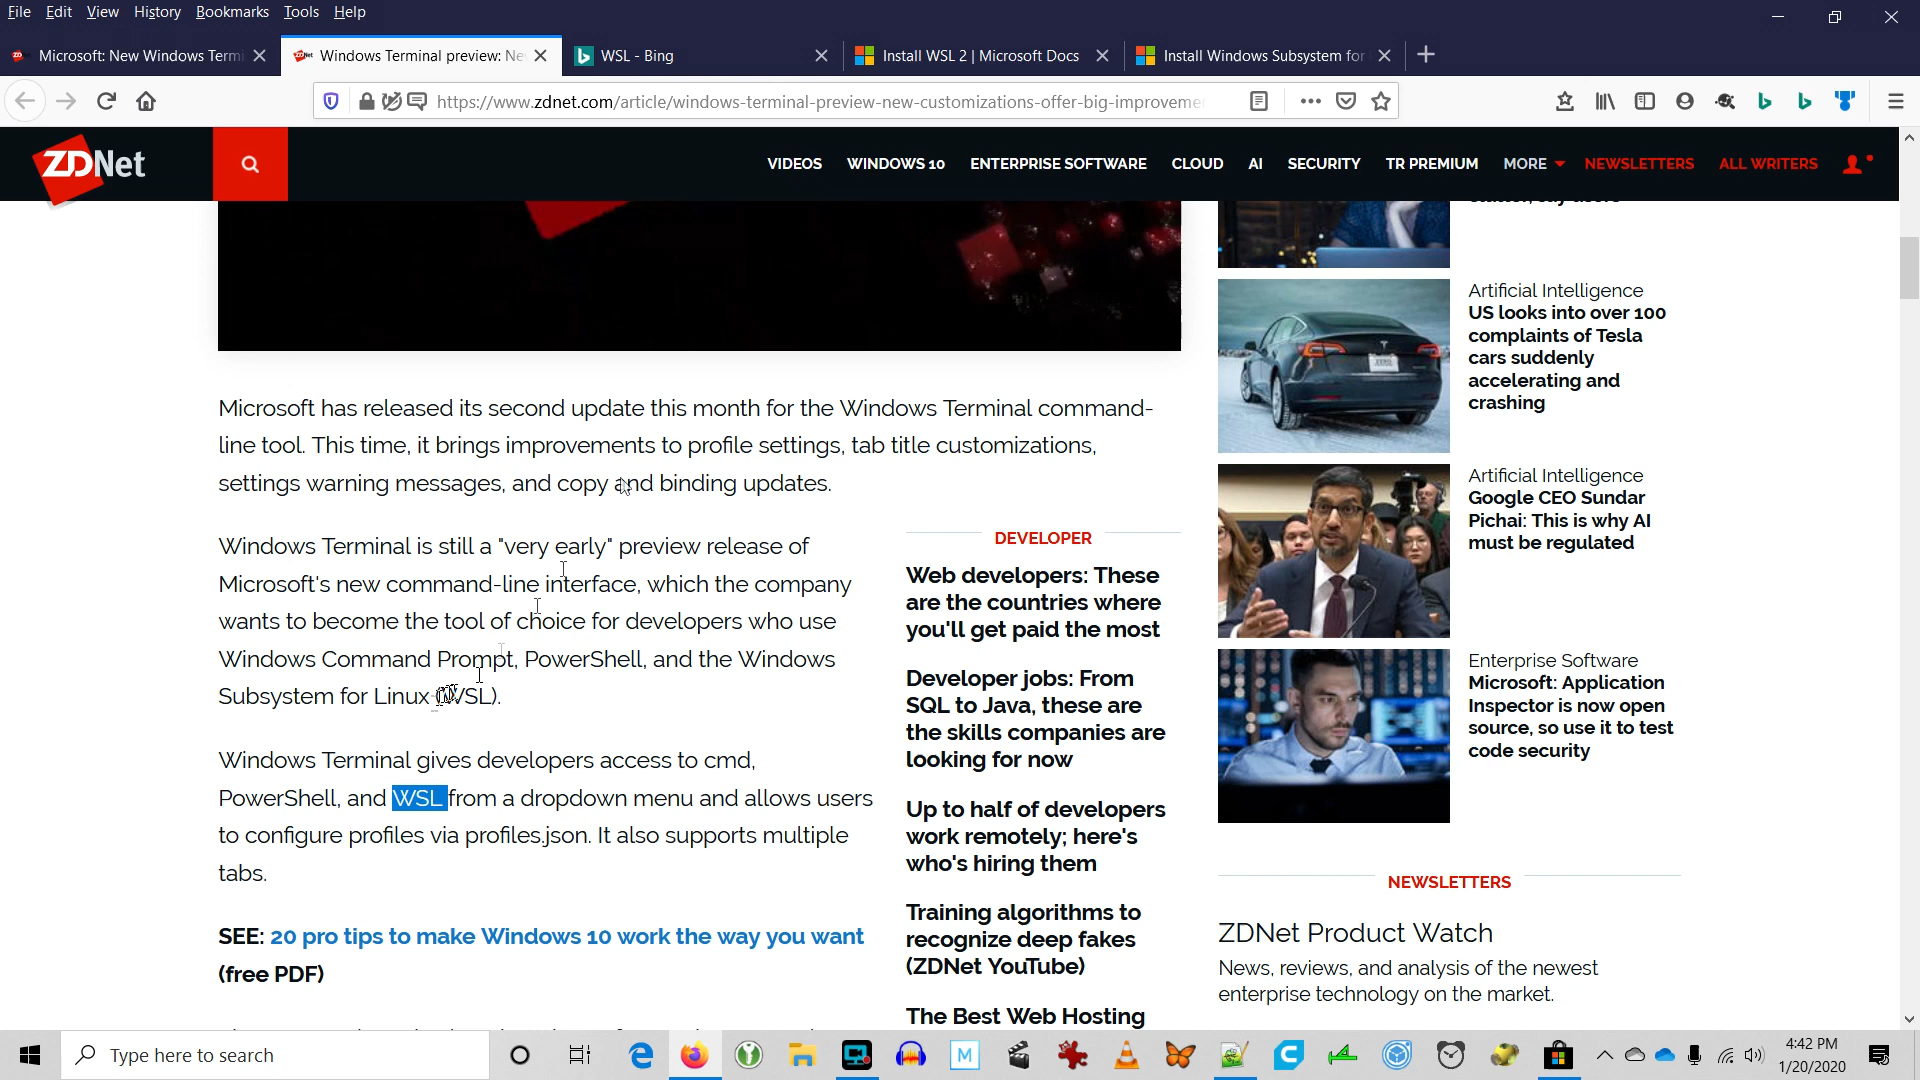 File Edit View History Bookmarks Tools Help
Microsoft: New Windows Termi
Windows Terminal preview: Ne
WSL - Bing
Install WSL 2 | Microsoft Docs
Install Windows Subsystem for
https://www.zdnet.com/article/windows-terminal-preview-new-customizations-offer-big-improveme
ZDNet
VIDEOS WINDOWS 10 ENTERPRISE SOFTWARE CLOUD AI SECURITY TR PREMIUM MORE NEWSLETTERS ALL WRITERS
Microsoft has released its second update this month for the Windows Terminal command-
line tool. This time, it brings improvements to profile settings, tab title customizations,
settings warning messages, and copy and binding updates.
Windows Terminal is still a "very early" preview release of
Microsoft's new command-line interface, which the company
wants to become the tool of choice for developers who use
Windows Command Prompt, PowerShell, and the Windows
Subsystem for Linux (WSL).
Windows Terminal gives developers access to cmd,
PowerShell, and WSL from a dropdown menu and allows users
to configure profiles via profiles.json. It also supports multiple
tabs.
SEE: 20 pro tips to make Windows 10 work the way you want
(free PDF)
DEVELOPER
Web developers: These
are the countries where
you'll get paid the most
Developer jobs: From
SQL to Java, these are
the skills companies are
looking for now
Up to half of developers
work remotely; here's
who's hiring them
Training algorithms to
recognize deep fakes
(ZDNet YouTube)
The Best Web Hosting
Artificial Intelligence
US looks into over 100
complaints of Tesla
cars suddenly
accelerating and
crashing
Artificial Intelligence
Google CEO Sundar
Pichai: This is why AI
must be regulated
Enterprise Software
Microsoft: Application
Inspector is now open
source, so use it to test
code security
NEWSLETTERS
ZDNet Product Watch
News, reviews, and analysis of the newest
enterprise technology on the market.
Type here to search
4:42 PM
1/20/2020